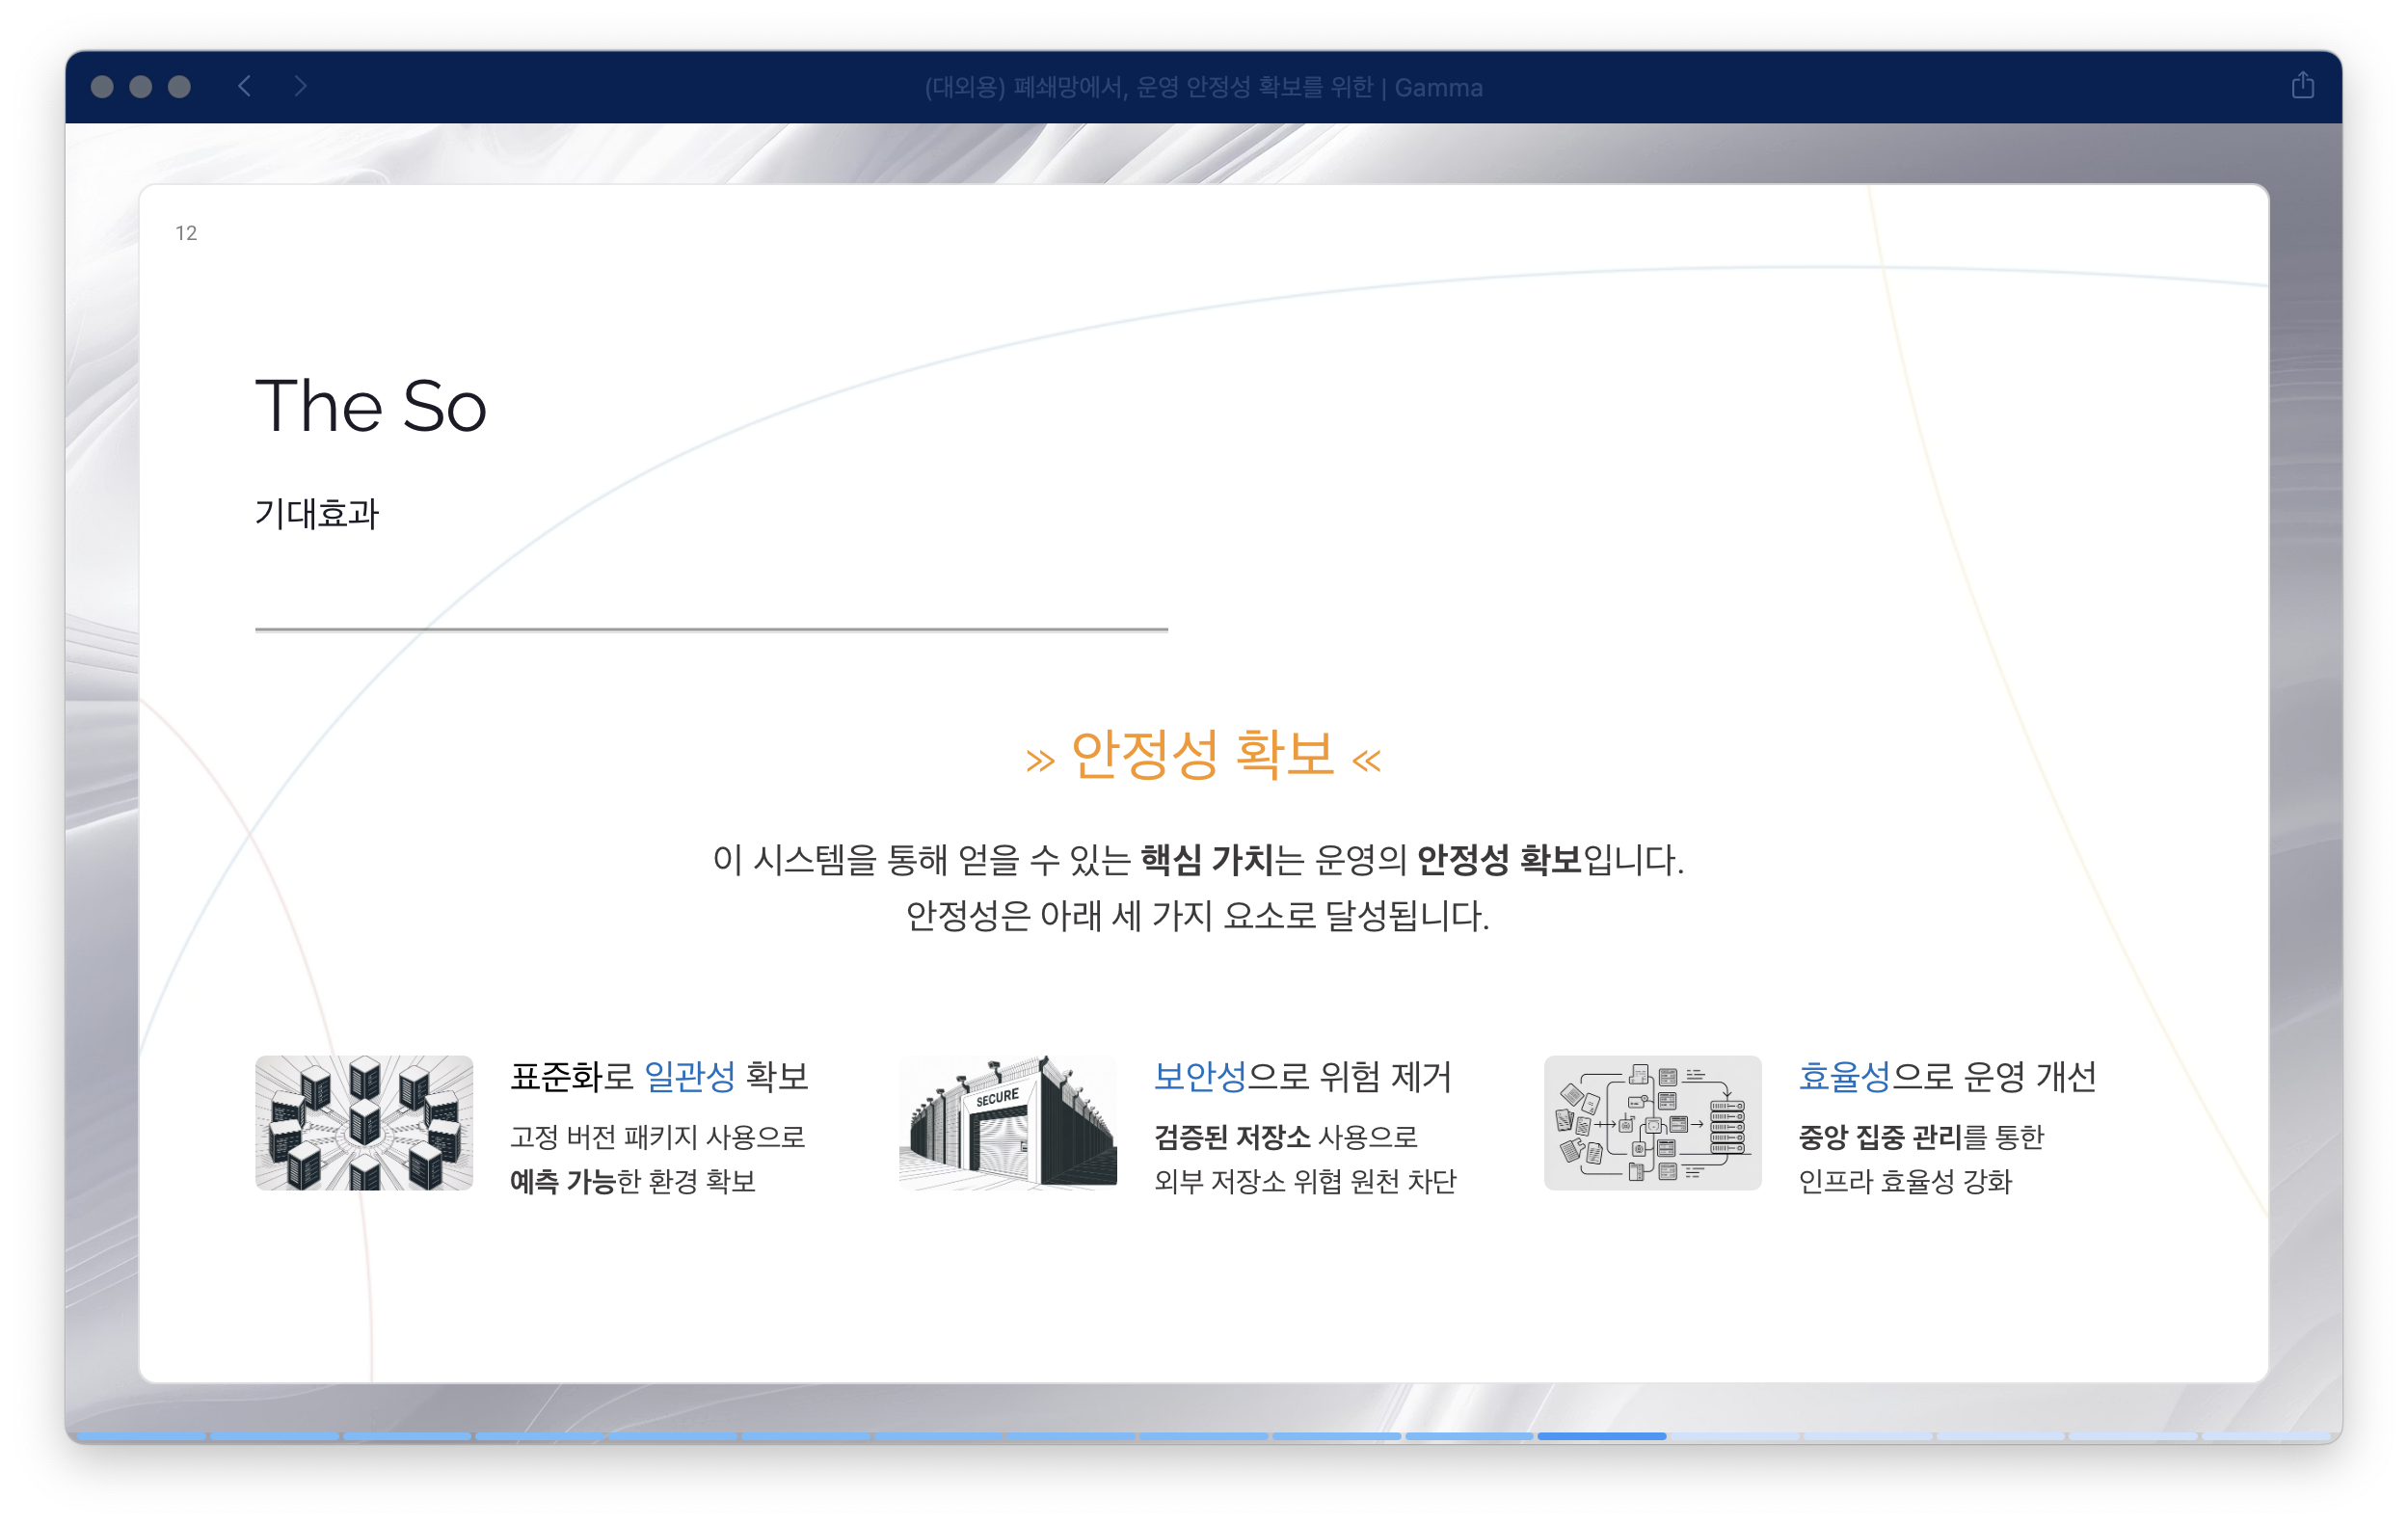 (대외용) 폐쇄망에서, 운영 안정성 확보를 위한 | Gamma
12
The So
기대효과
» 안정성 확보 «
이 시스템을 통해 얻을 수 있는 핵심 가치는 운영의 안정성 확보입니다.
안정성은 아래 세 가지 요소로 달성됩니다.
표준화로 일관성 확보
고정 버전 패키지 사용으로
예측 가능한 환경 확보
SECURE
보안성으로 위험 제거
검증된 저장소 사용으로
외부 저장소 위협 원천 차단
효율성으로 운영 개선
중앙 집중 관리를 통한
인프라 효율성 강화